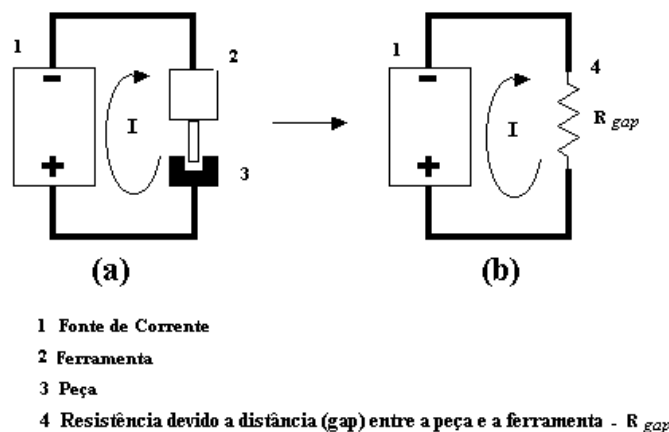 1
2
I
3
(a)
1
4
R gap
I
(b)
1 Fonte de Corrente
2 Ferramenta
3 Peça
4 Resistência devido a distância (gap) entre a peça e a ferramenta - R gap